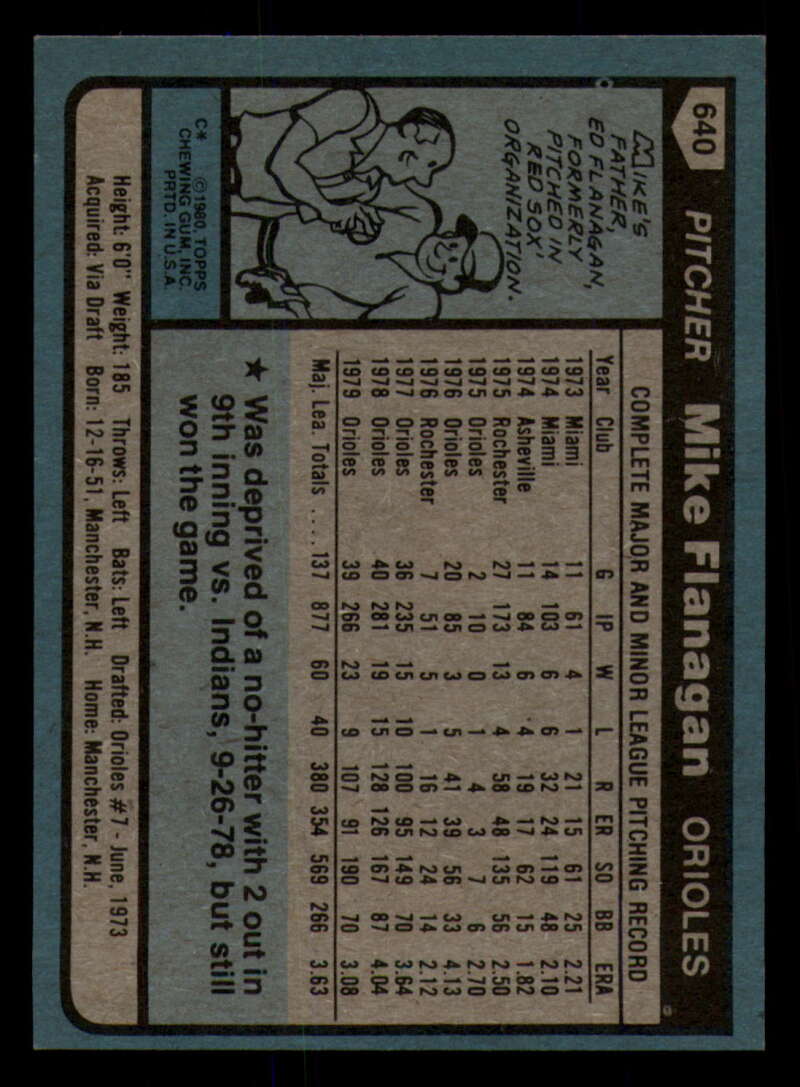 640 PITCHER Mike Flanagan ORIOLES
COMPLETE MAJOR AND MINOR LEAGUE PITCHING RECORD
Year Club G IP W L R ER SO BB ERA
1973 Miami 11 61 4 1 21 15 61 25 2.21
1974 Miami 14 103 6 6 32 24 119 48 2.10
1974 Asheville 11 84 6 4 19 17 62 15 1.82
1975 Rochester 27 173 13 4 58 48 135 56 2.50
1975 Orioles 2 10 0 1 4 3 7 6 2.70
1976 Orioles 20 85 3 5 41 39 56 33 4.13
1976 Rochester 7 51 5 1 16 12 24 14 2.12
1977 Orioles 36 235 15 10 100 95 149 70 3.64
1978 Orioles 40 281 19 15 128 126 167 87 4.04
1979 Orioles 39 266 23 9 107 91 190 70 3.08
Maj. Lea. Totals .... 137 877 60 40 380 354 569 266 3.63
★ Was deprived of a no-hitter with 2 out in
9th inning vs. Indians, 9-26-78, but still
won the game.
MIKE'S
FATHER,
ED FLANAGAN,
FORMERLY
PITCHED IN
RED SOX'
ORGANIZATION.
C* © 1980, TOPPS
CHEWING GUM, INC.
PRTD. IN U.S.A.
Height: 6'0" Weight: 185 Throws: Left Bats: Left Drafted: Orioles #7 - June, 1973
Acquired: Via Draft Born: 12-16-51, Manchester, N.H. Home: Manchester, N.H.